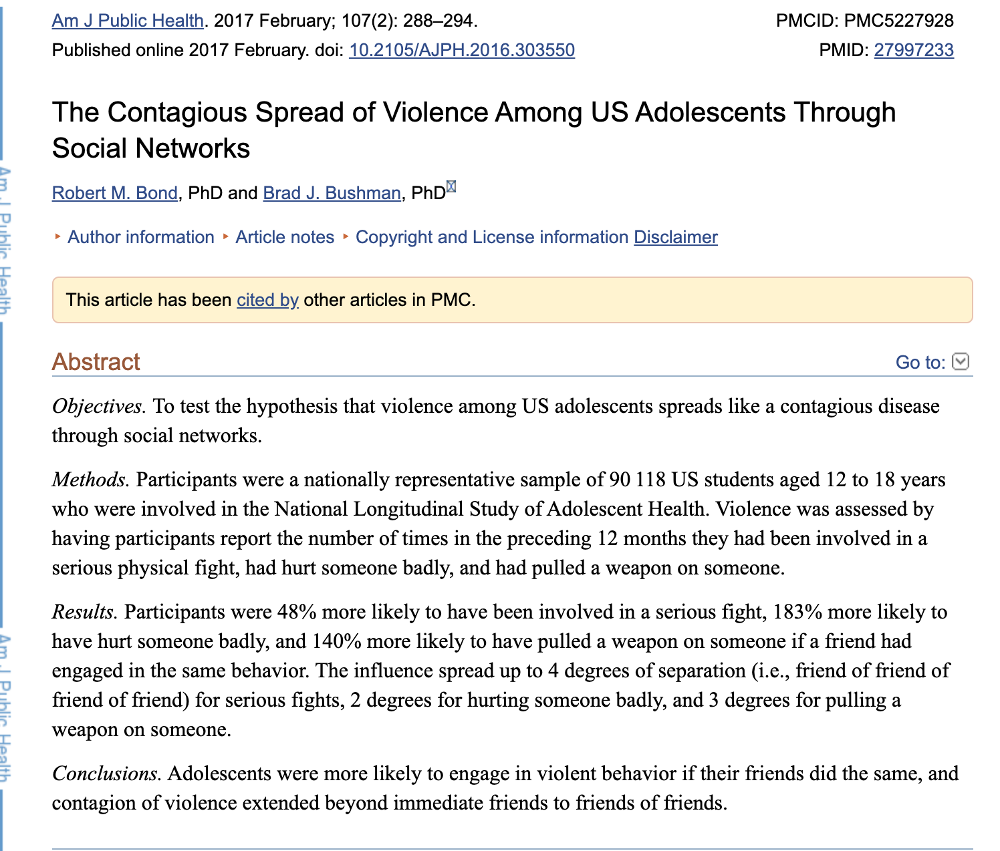 Am J Public Health. 2017 February; 107(2): 288–294.
PMCID: PMC5227928
Published online 2017 February. doi: 10.2105/AJPH.2016.303550
PMID: 27997233
The Contagious Spread of Violence Among US Adolescents Through
Social Networks
Robert M. Bond, PhD and Brad J. Bushman, PhD
Author information
Article notes
Copyright and License information Disclaimer
This article has been cited by other articles in PMC.
Abstract
Go to:
Objectives. To test the hypothesis that violence among US adolescents spreads like a contagious disease
through social networks.
Methods. Participants were a nationally representative sample of 90 118 US students aged 12 to 18 years
who were involved in the National Longitudinal Study of Adolescent Health. Violence was assessed by
having participants report the number of times in the preceding 12 months they had been involved in a
serious physical fight, had hurt someone badly, and had pulled a weapon on someone.
Results. Participants were 48% more likely to have been involved in a serious fight, 183% more likely to
have hurt someone badly, and 140% more likely to have pulled a weapon on someone if a friend had
engaged in the same behavior. The influence spread up to 4 degrees of separation (i.e., friend of friend of
friend of friend) for serious fights, 2 degrees for hurting someone badly, and 3 degrees for pulling a
weapon on someone.
Conclusions. Adolescents were more likely to engage in violent behavior if their friends did the same, and
contagion of violence extended beyond immediate friends to friends of friends.
Am J Public Health
Am J Public Health